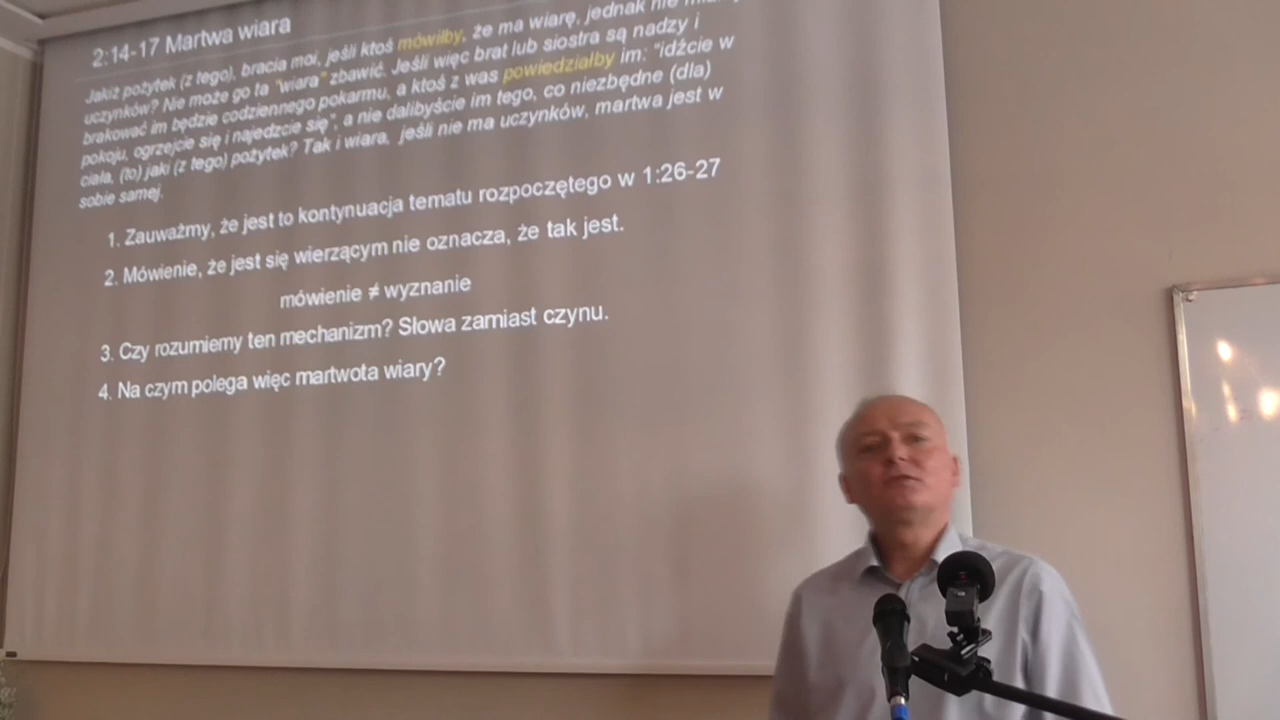 2:14-17 Martwa wiara
Jakiż pożytek (z tego), bracia moi, jeśli ktoś mówiłby, że ma wiarę, jednak nie
uczynków? Nie może go ta "wiara" zbawić. Jeśli więc brat lub siostra są nadzy i
brakować im będzie codziennego pokarmu, a ktoś z was powiedziałby im: "idźcie w
pokoju, ogrzejcie się i najedzcie się", a nie dalibyście im tego, co niezbędne (dla)
ciała, (to) jaki (z tego) pożytek? Tak i wiara, jeśli nie ma uczynków, martwa jest w
sobie samej.
1. Zauważmy, że jest to kontynuacja tematu rozpoczętego w 1:26-27
2. Mówienie, że jest się wierzącym nie oznacza, że tak jest.
mówienie ≠ wyznanie
3. Czy rozumiemy ten mechanizm? Słowa zamiast czynu.
4. Na czym polega więc martwota wiary?